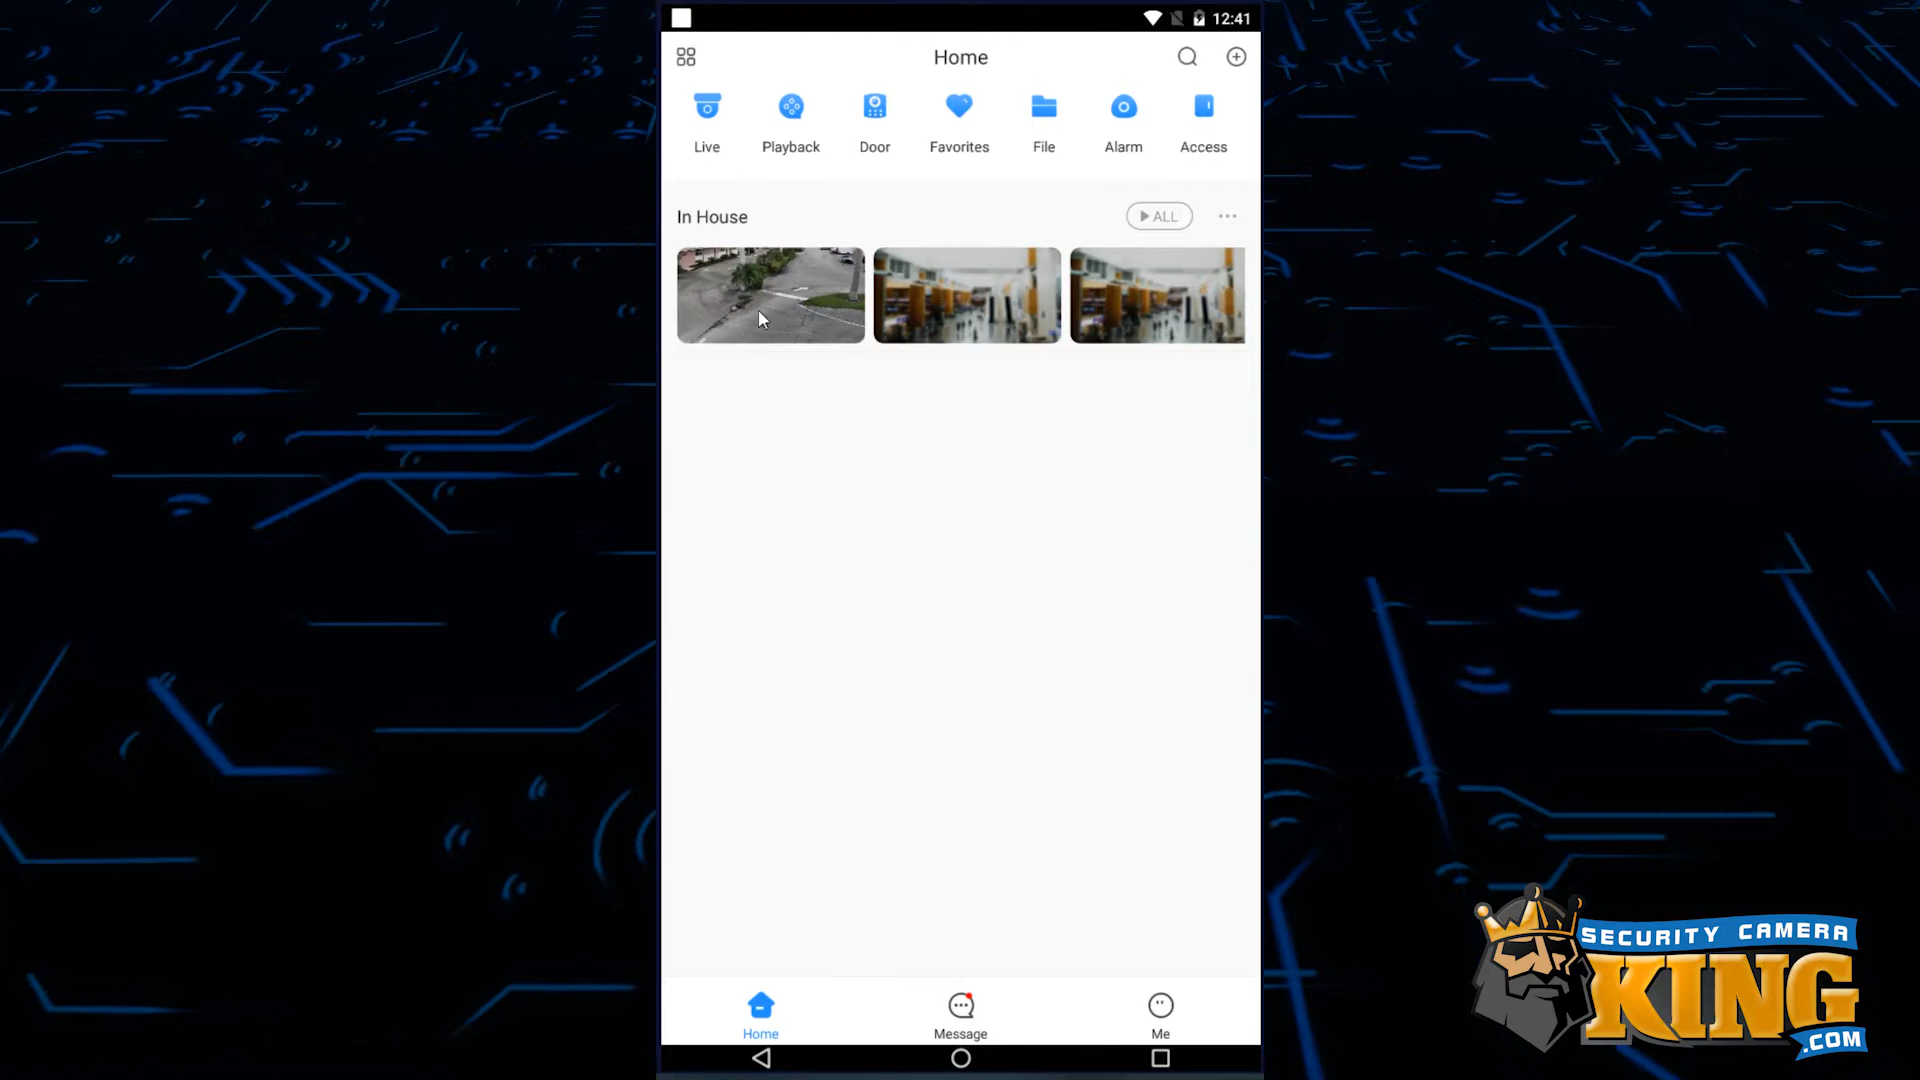 12:41
Home
Live Playback Door Favorites File Alarm Access
In House
ALL
Home Message Me
SECURITY CAMERA
KING
.COM